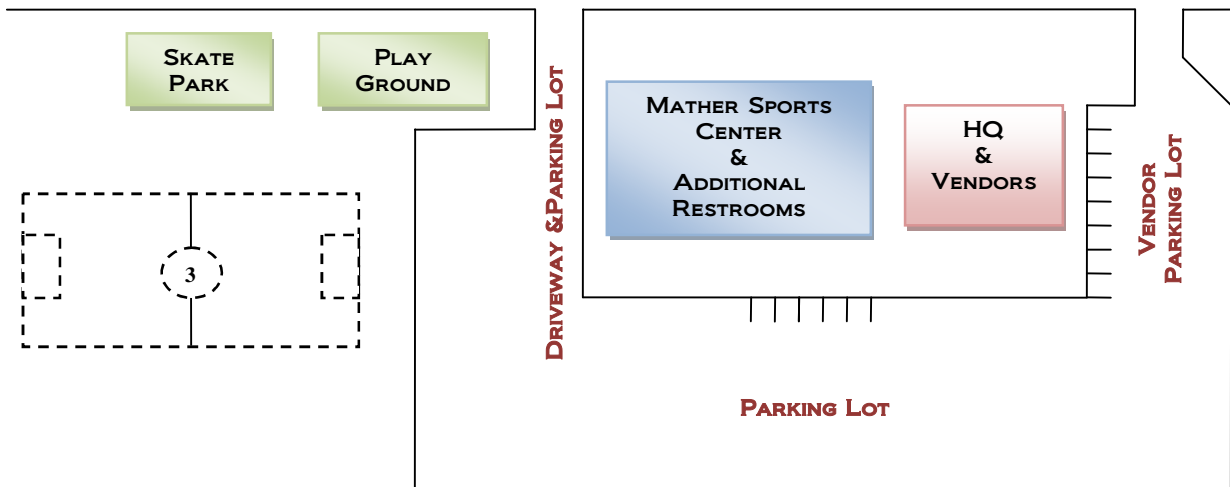 SKATE
PARK
PLAY
GROUND
DRIVEWAY &PARKING LOT
MATHER SPORTS
CENTER
&
ADDITIONAL
RESTROOMS
HQ
&
VENDORS
VENDOR
PARKING LOT
3
PARKING LOT